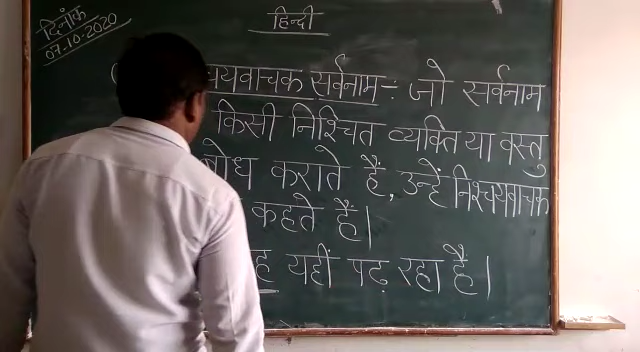 दिनांक
07-10-2020
हिन्दी
यवाचक सर्वनाम :- जो सर्वनाम
किसी निश्चित व्यक्ति या वस्तु
बोध कराते हैं, उन्हें निश्चयवाचक
कहते हैं।
यहीं पढ़ रहा है।